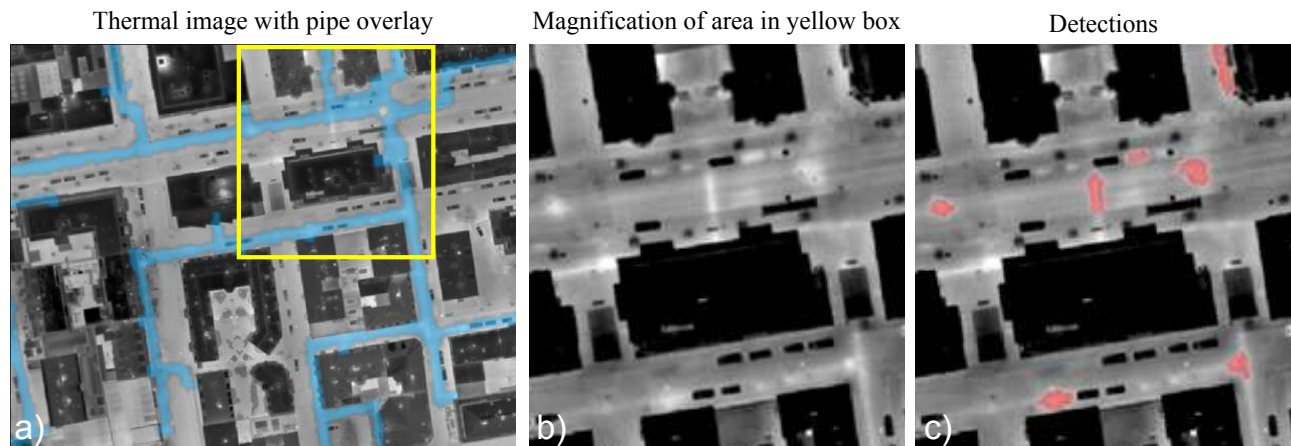 Thermal image with pipe overlay
Magnification of area in yellow box
Detections
a)
b)
c)